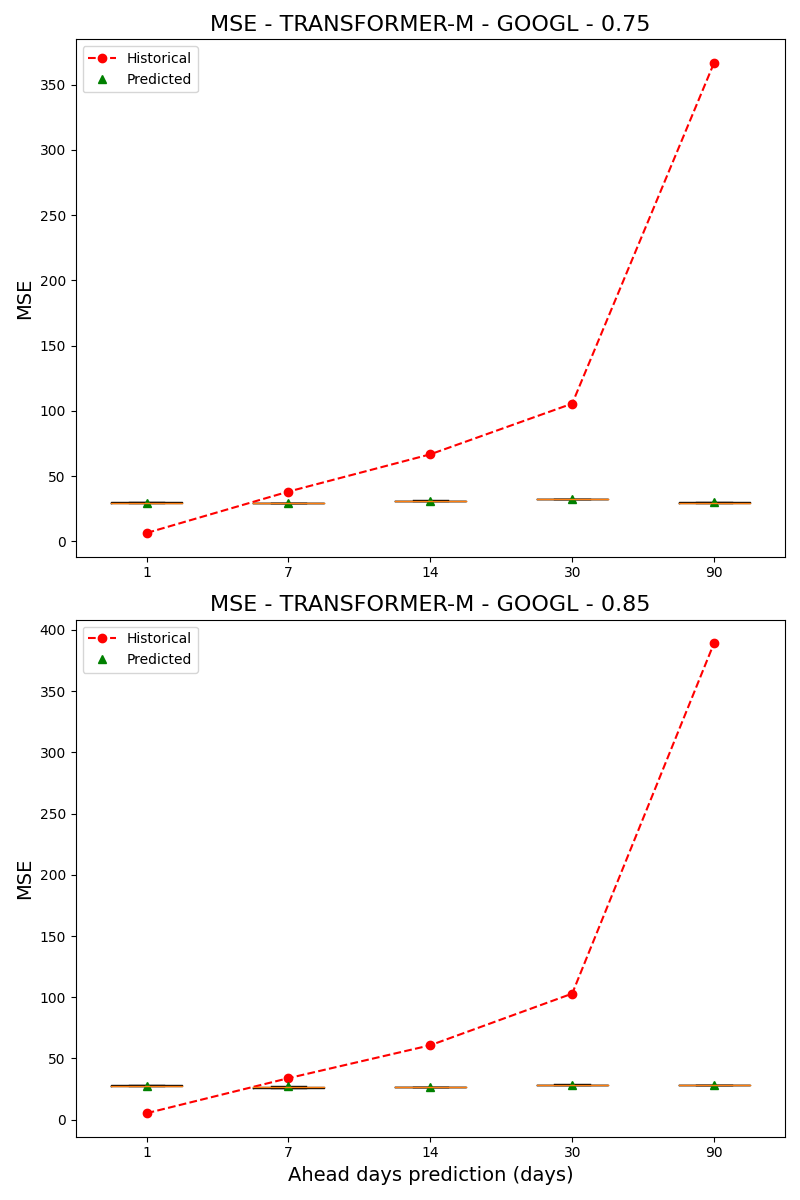 MSE - TRANSFORMER-M - GOOGL - 0.75
Historical
Predicted
MSE
350
300
250
200
150
100
50
0
1 7 14 30 90
MSE - TRANSFORMER-M - GOOGL - 0.85
Historical
Predicted
MSE
400
350
300
250
200
150
100
50
0
1 7 14 30 90
Ahead days prediction (days)